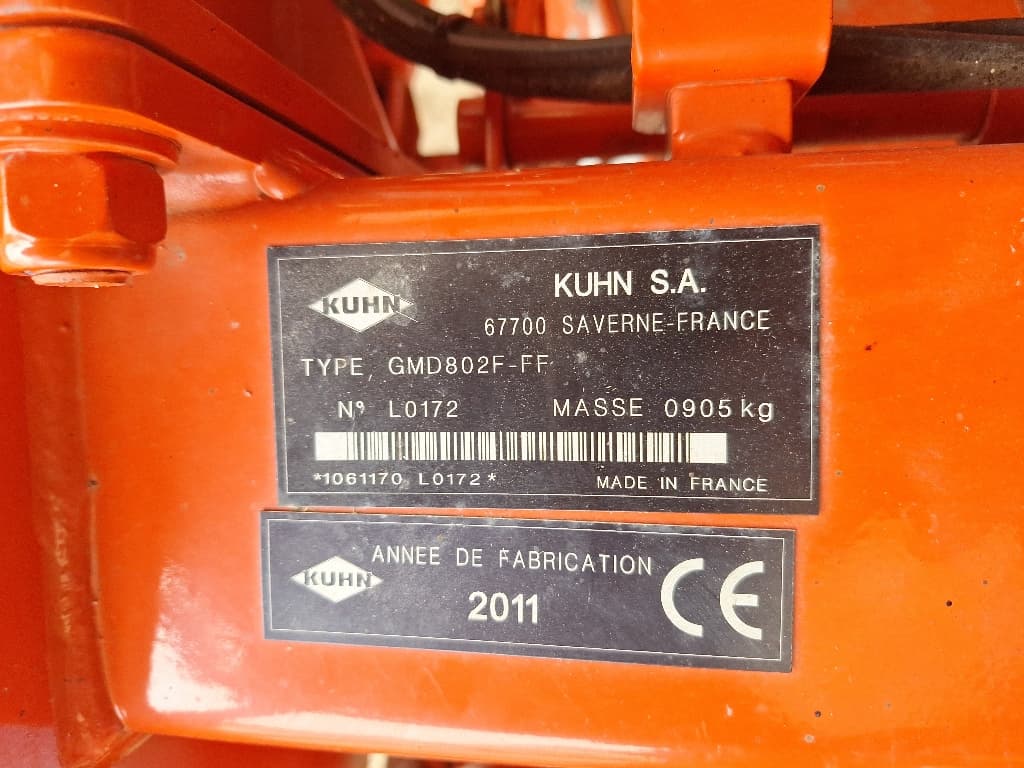 KUHN
KUHN S.A.
67700 SAVERNE-FRANCE
TYPE GMD802F-FF
Nº L0172 MASSE 0905 kg
*1061170 L0172*
MADE IN FRANCE
KUHN
ANNEE DE FABRICATION
2011
CE